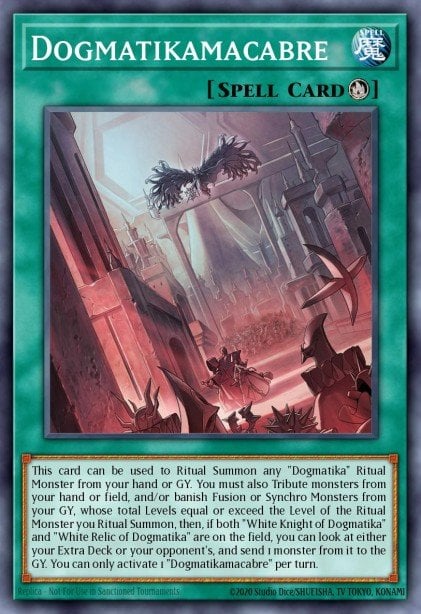 DOGMATIKAMACABRE
SPELL
魔
[SPELL CARD]
This card can be used to Ritual Summon any "Dogmatika" Ritual
Monster from your hand or GY. You must also Tribute monsters from
your hand or field, and/or banish Fusion or Synchro Monsters from
your GY, whose total Levels equal or exceed the Level of the Ritual
Monster you Ritual Summon, then, if both "White Knight of Dogmatika"
and "White Relic of Dogmatika" are on the field, you can look at either
your Extra Deck or your opponent's, and send 1 monster from it to the
GY. You can only activate 1 "Dogmatikamacabre" per turn.
Replica - Not For Use in Sanctioned Tournaments
©2020 Studio Dice/SHUEISHA, TV TOKYO, KONAMI